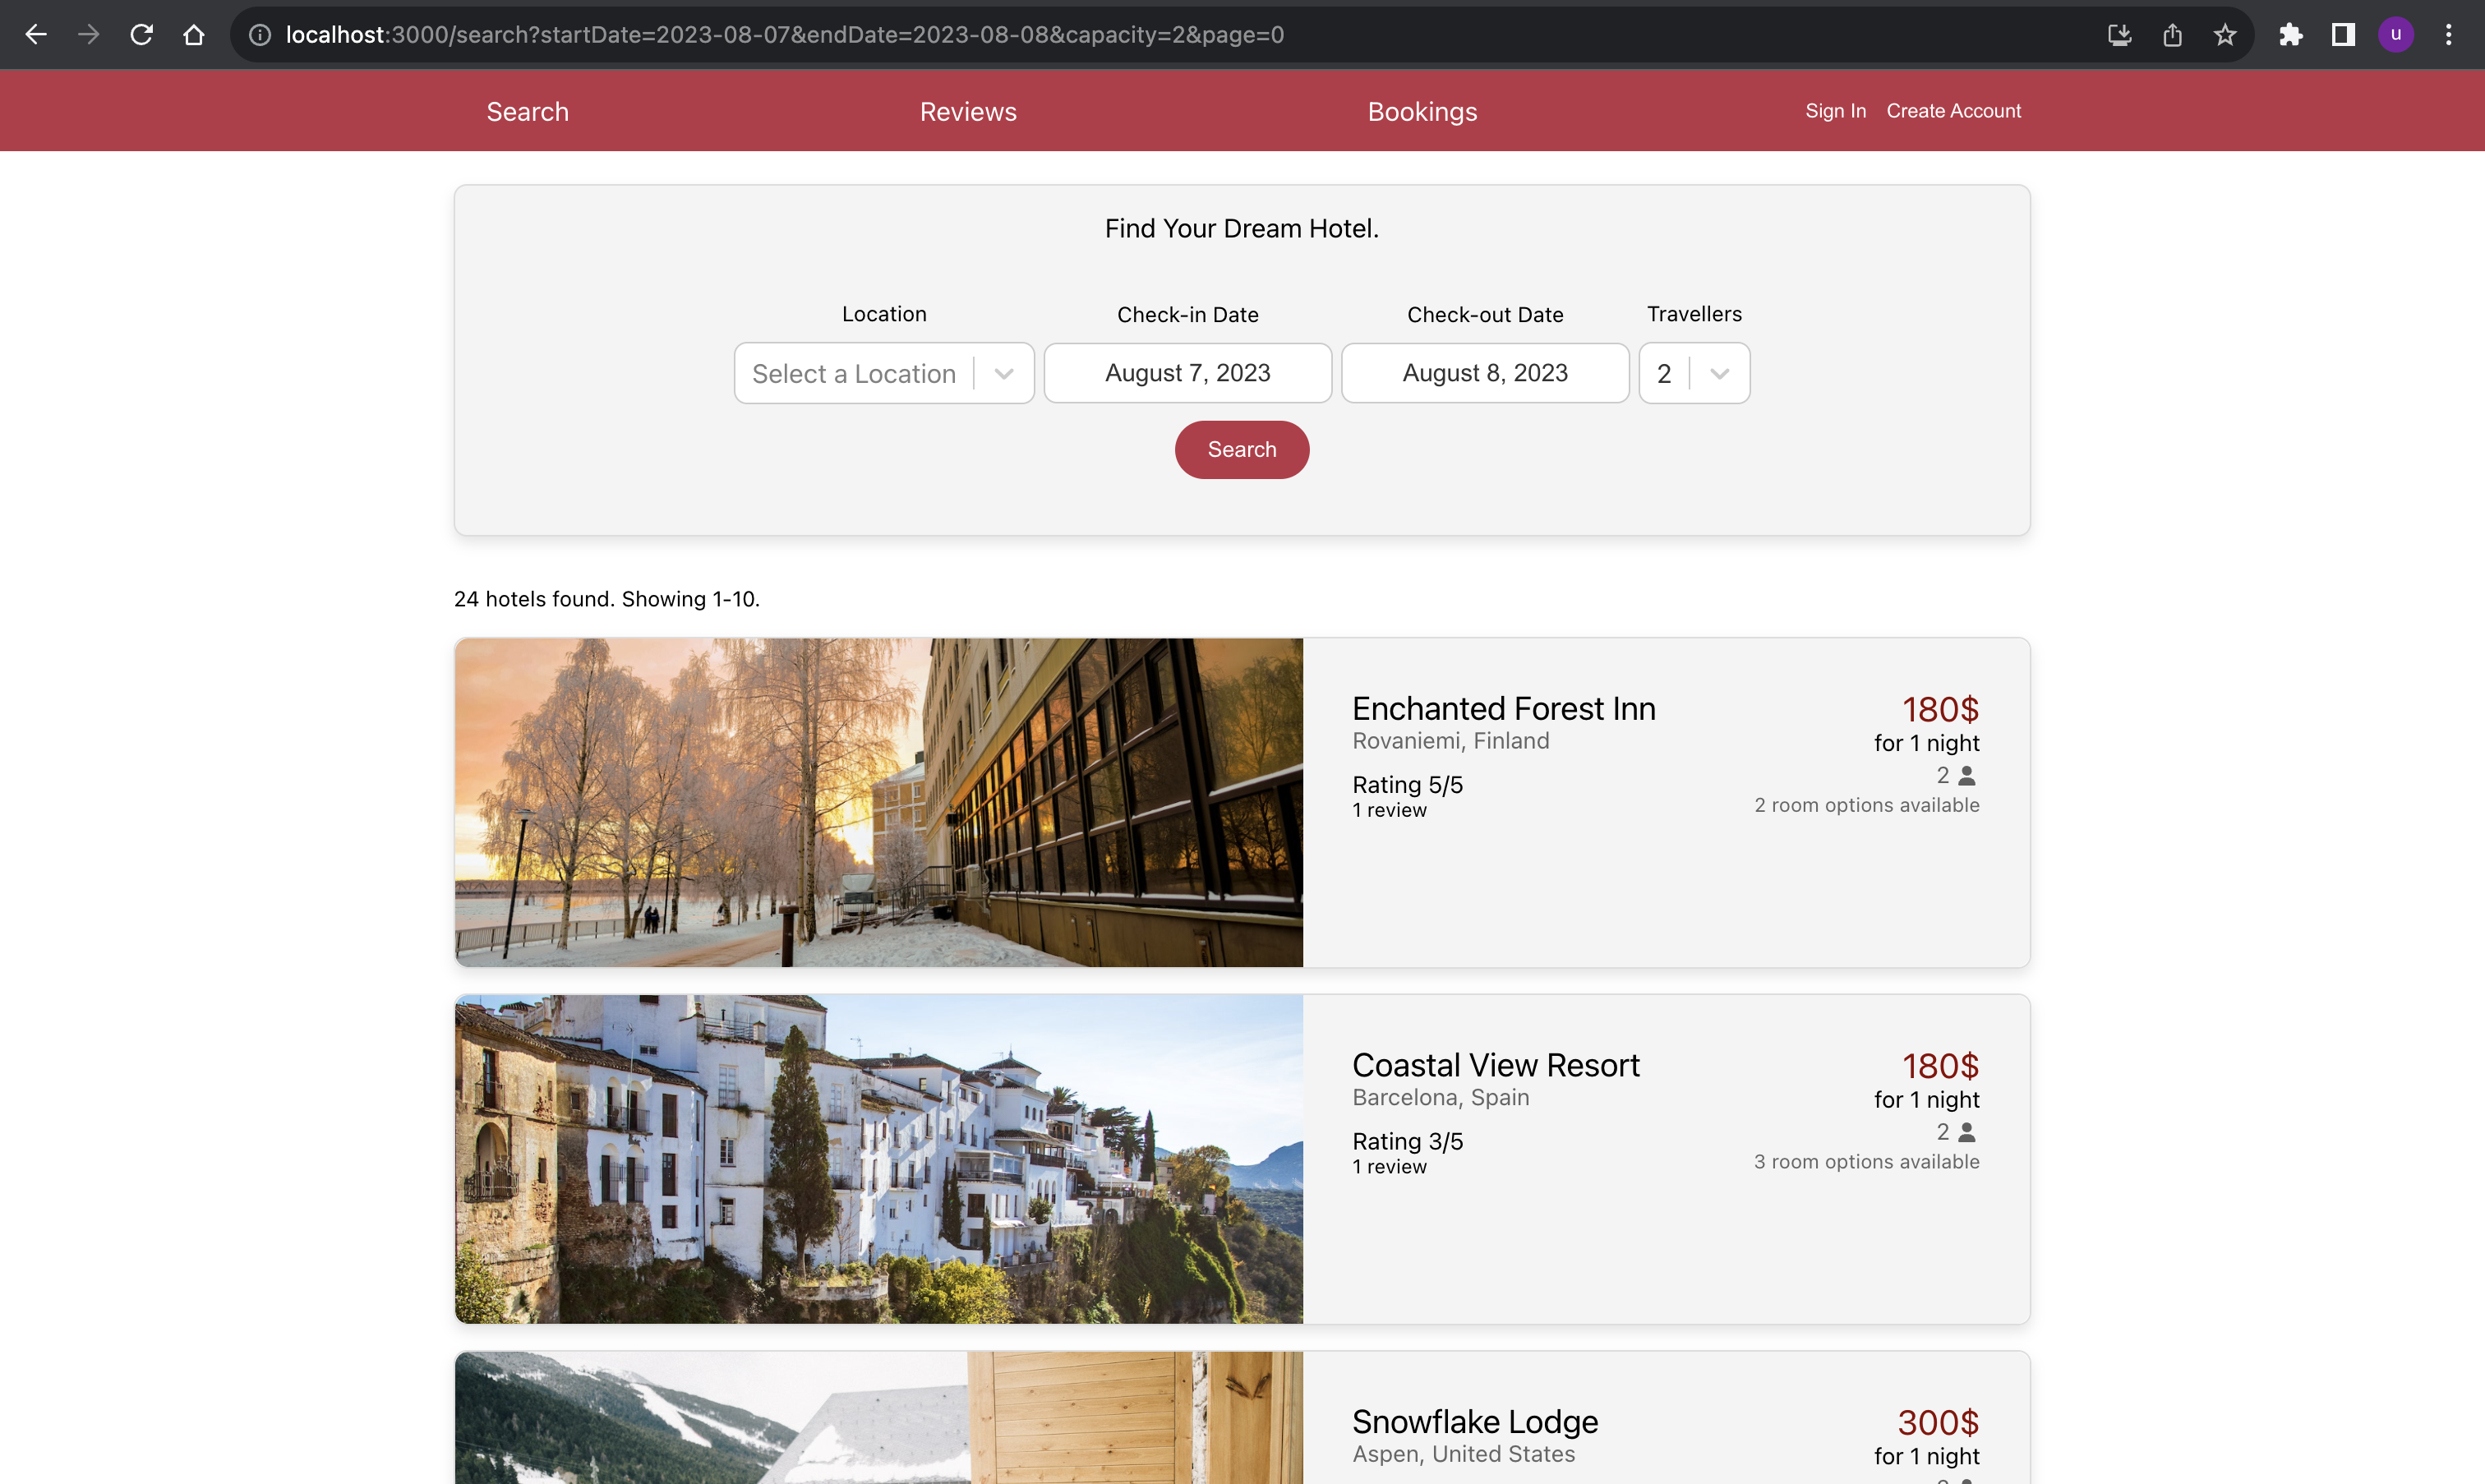 localhost:3000/search?startDate=2023-08-07&endDate=2023-08-08&capacity=2&page=0
u
Search
Reviews
Bookings
Sign In
Create Account
Find Your Dream Hotel.
Location
Check-in Date
Check-out Date
Travellers
Select a Location
August 7, 2023
August 8, 2023
2
Search
24 hotels found. Showing 1-10.
Enchanted Forest Inn
Rovaniemi, Finland
Rating 5/5
1 review
180$
for 1 night
2
2 room options available
Coastal View Resort
Barcelona, Spain
Rating 3/5
1 review
180$
for 1 night
2
3 room options available
Snowflake Lodge
Aspen, United States
300$
for 1 night